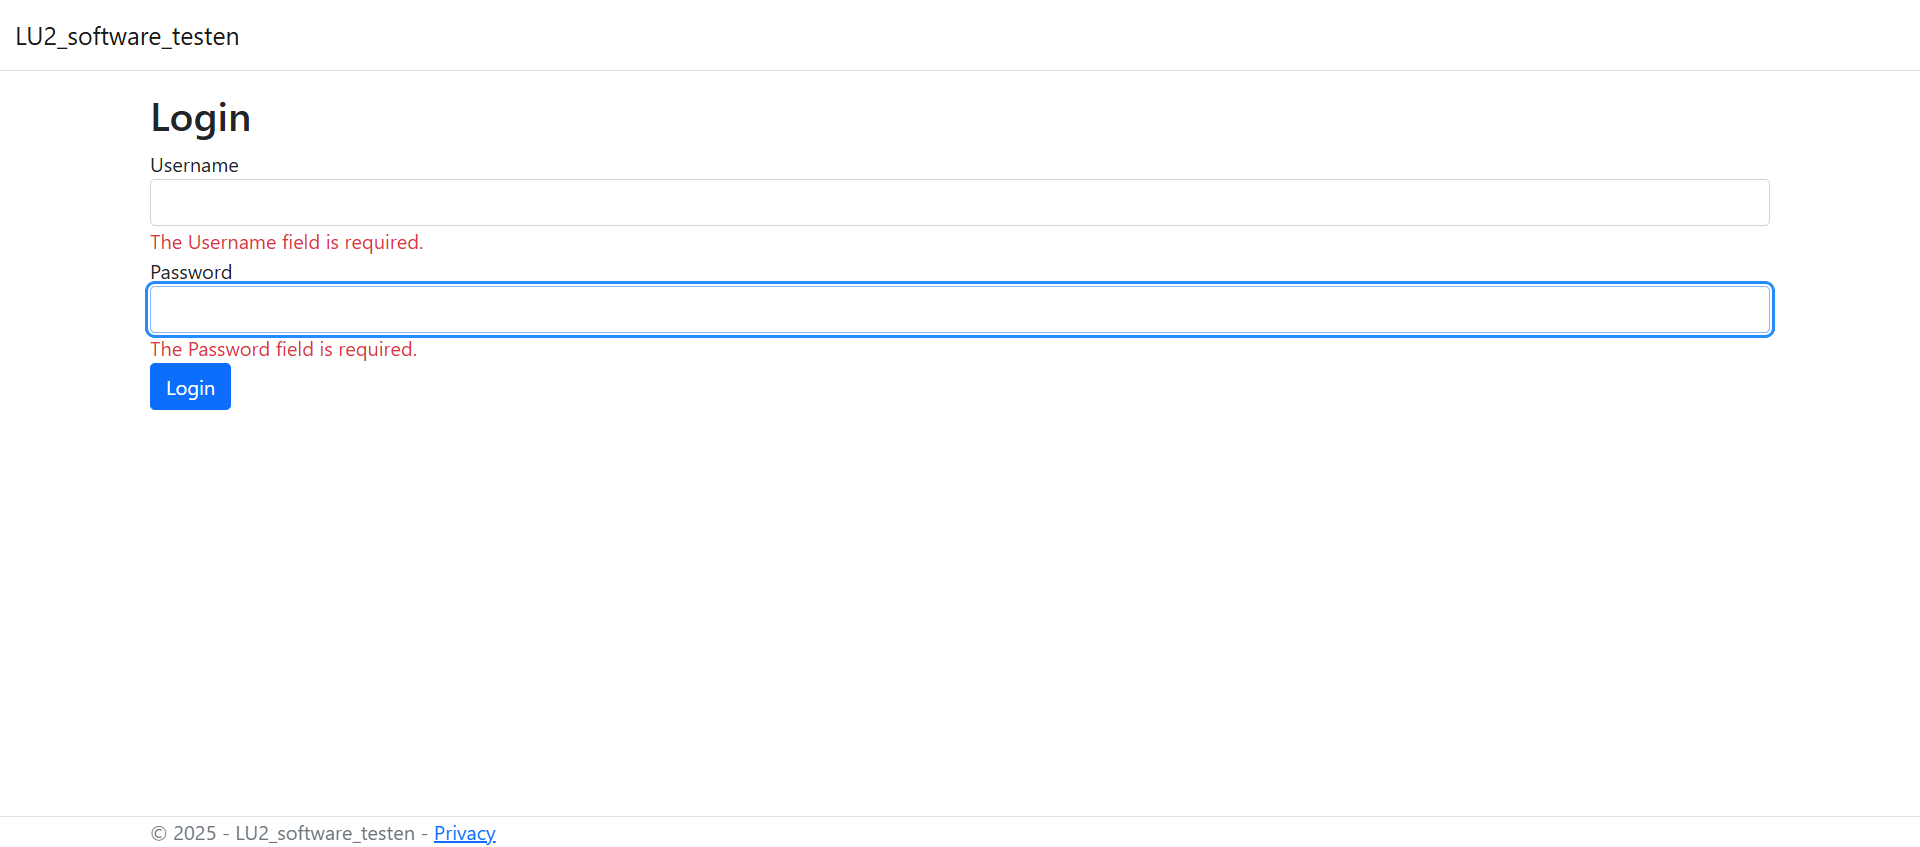 LU2_software_testen
Login
Username
The Username field is required.
Password
The Password field is required.
Login
© 2025 - LU2_software_testen - Privacy